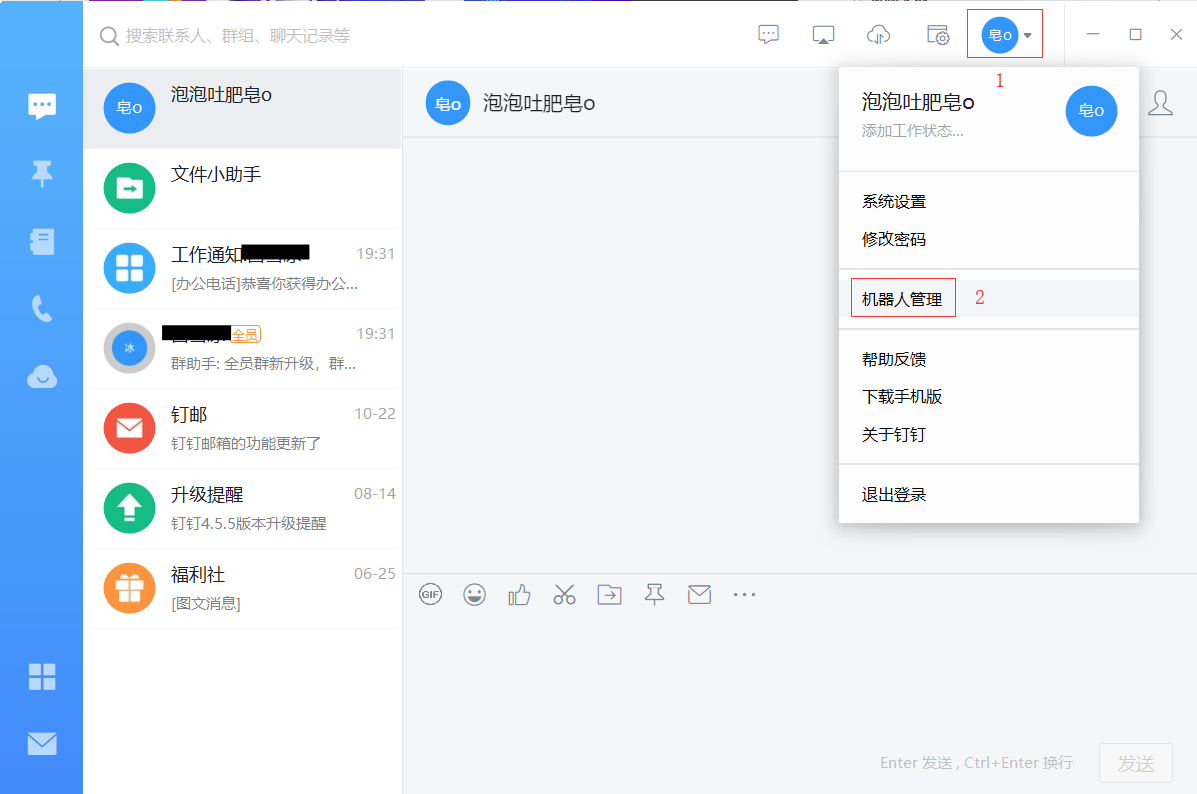 搜索联系人、群组、聊天记录等
皂o
1
皂o
泡泡吐肥皂o
文件小助手
工作通知
19:31
[办公电话]恭喜你获得办公...
冰
全员
19:31
群助手: 全员群新升级，群...
钉邮
10-22
钉钉邮箱的功能更新了
升级提醒
08-14
钉钉4.5.5版本升级提醒
福利社
06-25
[图文消息]
皂o
泡泡吐肥皂o
泡泡吐肥皂o
皂o
添加工作状态...
系统设置
修改密码
机器人管理
2
帮助反馈
下载手机版
关于钉钉
退出登录
GIF
Enter 发送 , Ctrl+Enter 换行
发送